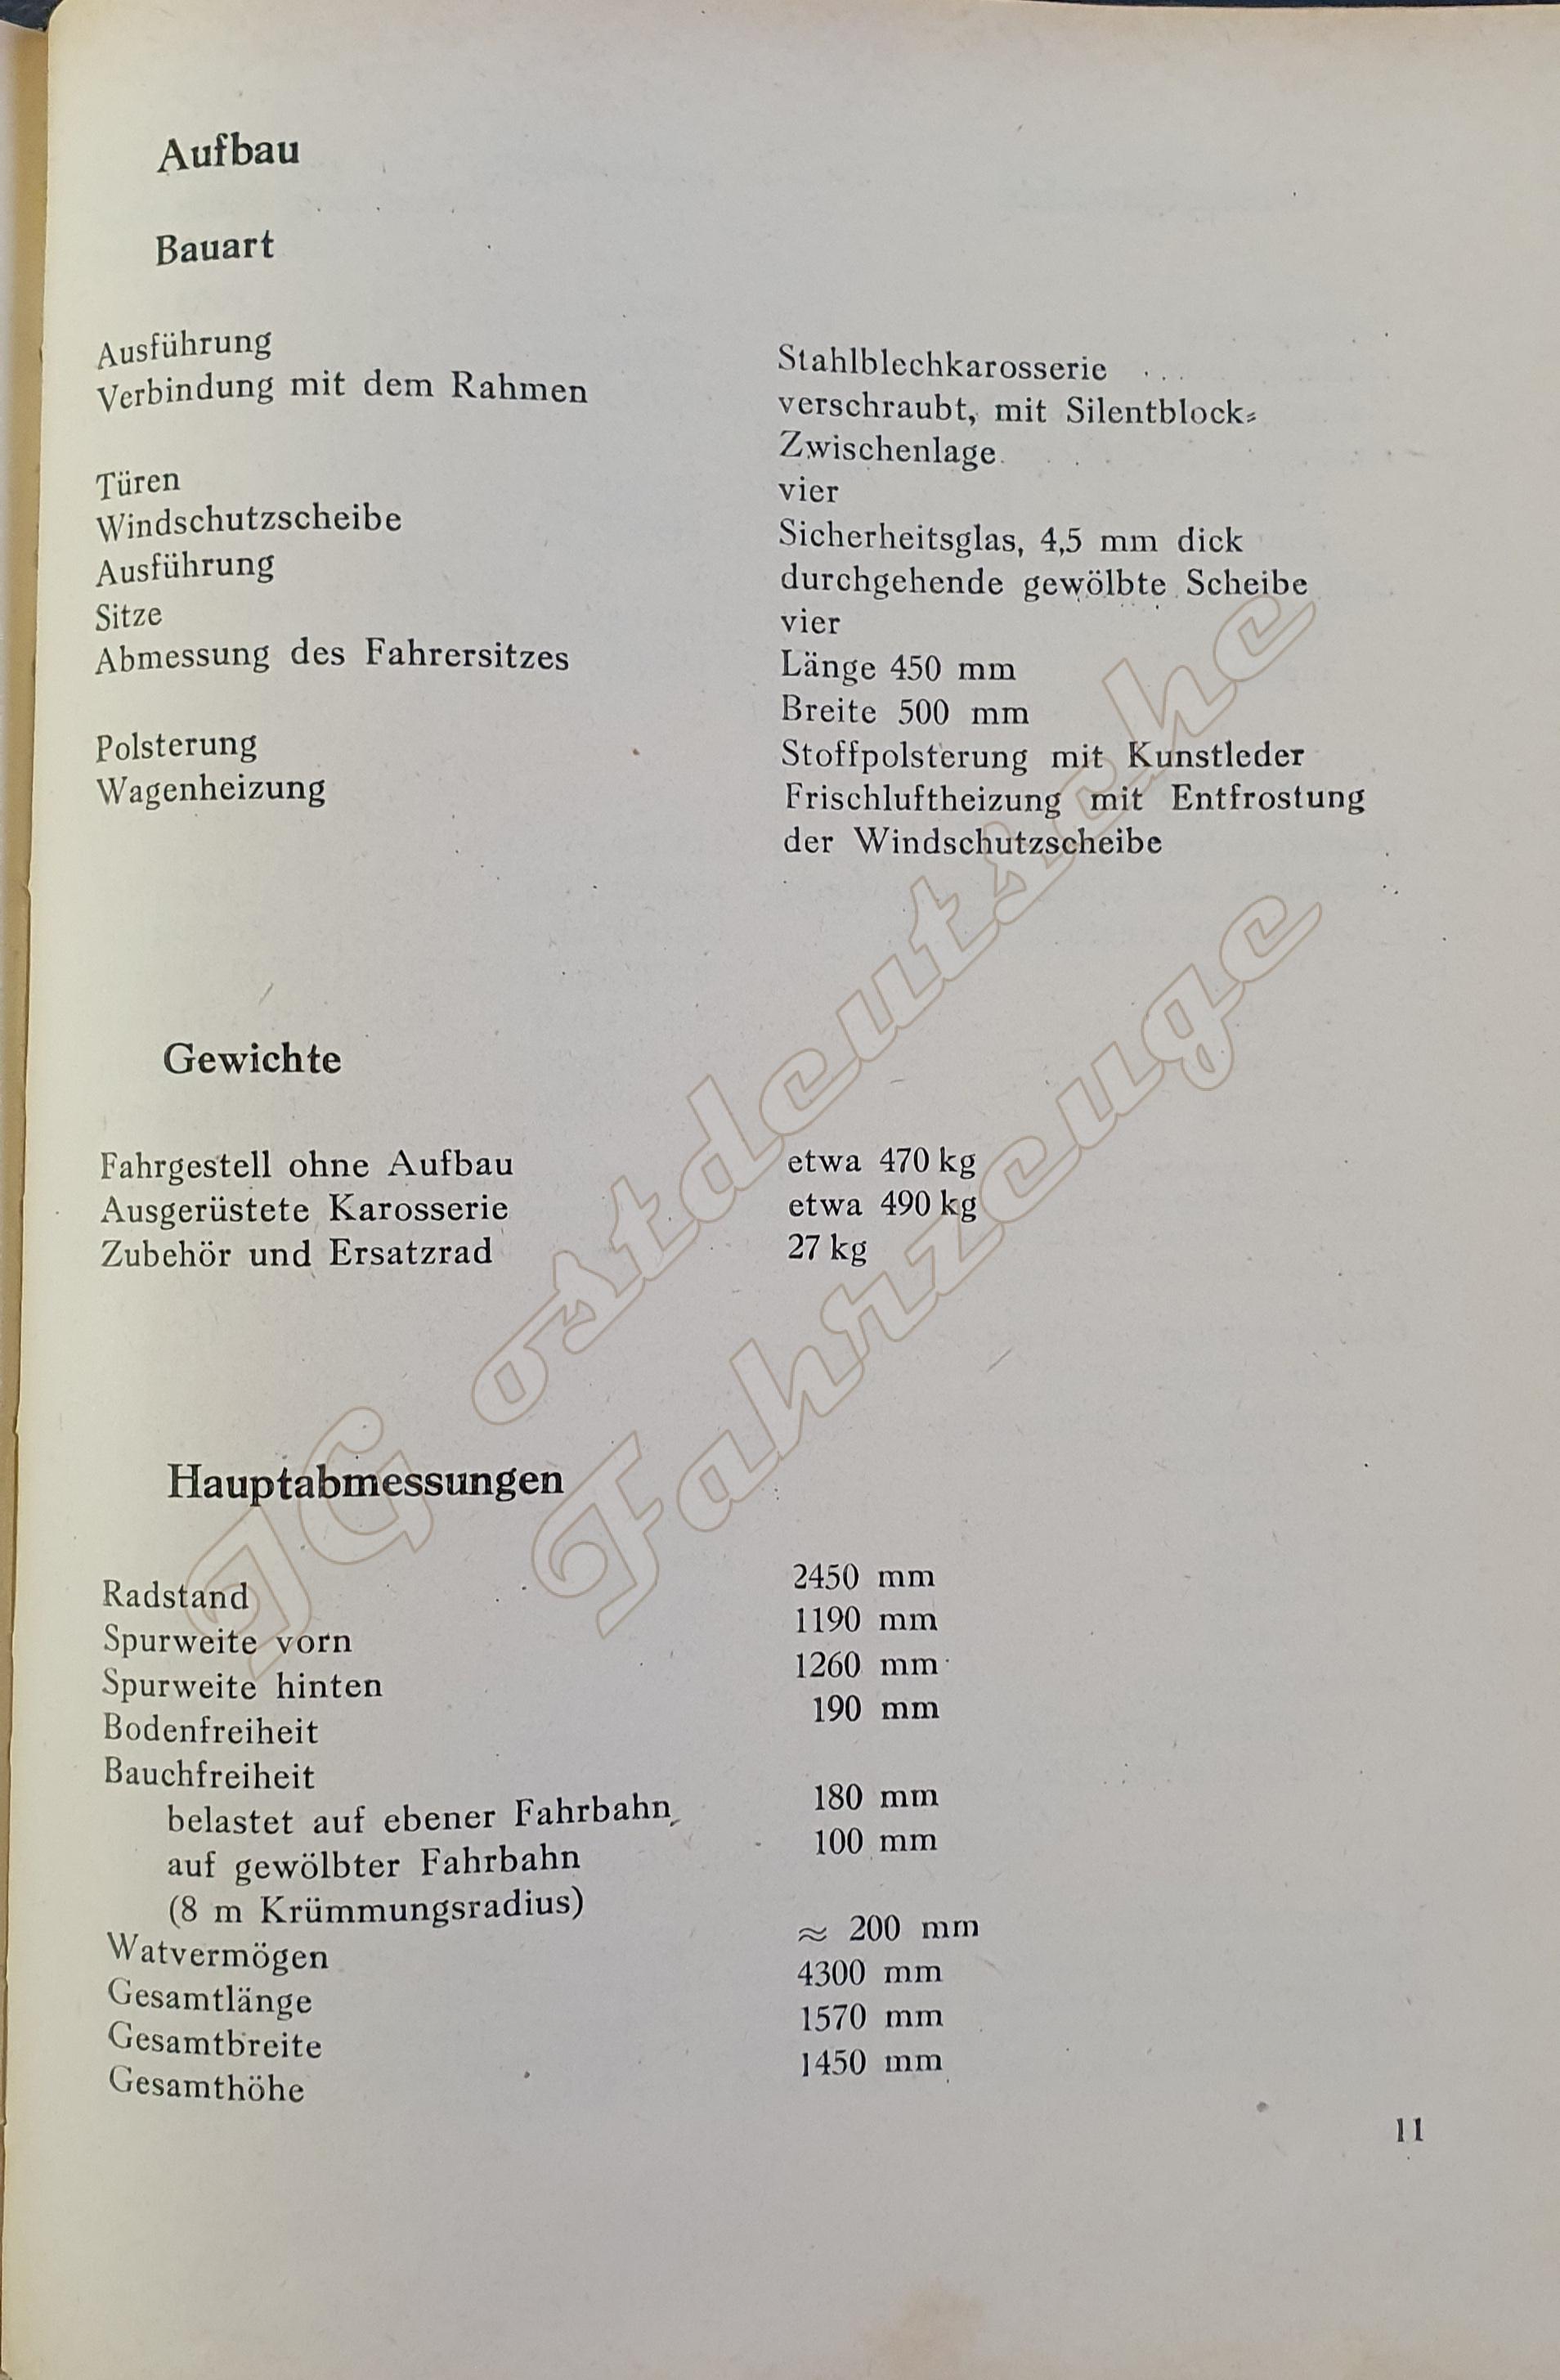 Aufbau
Bauart
Ausführung Stahlblechkarosserie
Verbindung mit dem Rahmen verschraubt, mit Silentblock-
Zwischenlage
Türen vier
Windschutzscheibe Sicherheitsglas, 4,5 mm dick
Ausführung durchgehende gewölbte Scheibe
Sitze vier
Abmessung des Fahrersitzes Länge 450 mm
Breite 500 mm
Polsterung Stoffpolsterung mit Kunstleder
Wagenheizung Frischluftheizung mit Entfrostung
der Windschutzscheibe
Gewichte
Fahrgestell ohne Aufbau etwa 470 kg
Ausgerüstete Karosserie etwa 490 kg
Zubehör und Ersatzrad 27 kg
Hauptabmessungen
Radstand 2450 mm
Spurweite vorn 1190 mm
Spurweite hinten 1260 mm
Bodenfreiheit 190 mm
Bauchfreiheit
belastet auf ebener Fahrbahn 180 mm
auf gewölbter Fahrbahn 100 mm
(8 m Krümmungsradius)
Watvermögen ≈ 200 mm
Gesamtlänge 4300 mm
Gesamtbreite 1570 mm
Gesamthöhe 1450 mm
11
IG ostdeutsche
Fahrzeuge